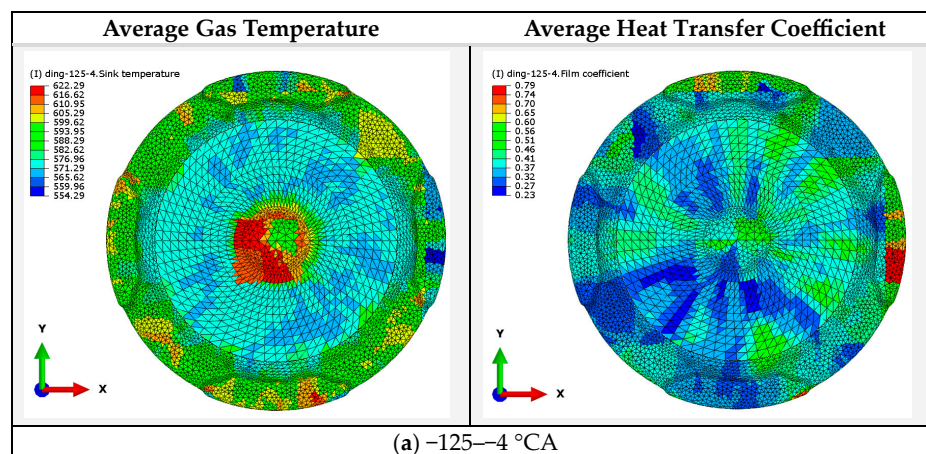 Average Gas Temperature
Average Heat Transfer Coefficient
(I) ding-125-4.Sink temperature
622.29
616.62
610.95
605.29
599.62
593.95
588.29
582.62
576.96
571.29
565.62
559.96
554.29
Y
X
(I) ding-125-4.Film coefficient
0.79
0.74
0.70
0.65
0.60
0.56
0.51
0.46
0.41
0.37
0.32
0.27
0.23
Y
X
(a) −125–−4 °CA